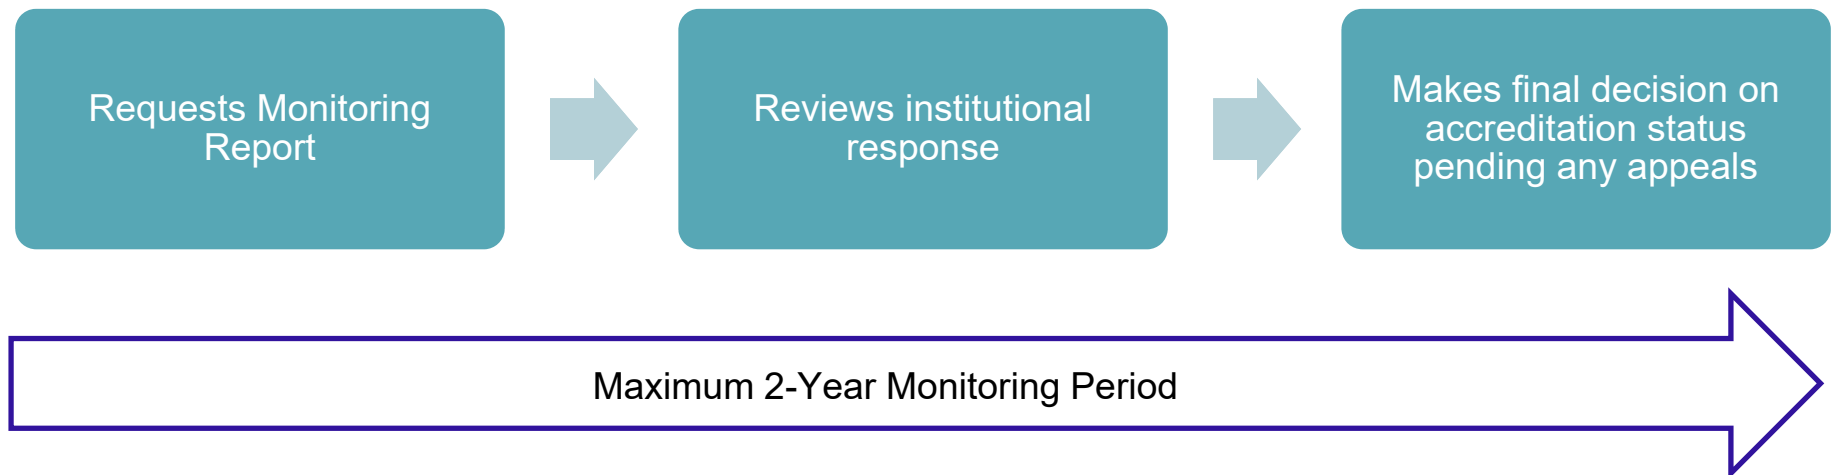 Requests Monitoring
Report
Reviews institutional
response
Makes final decision on
accreditation status
pending any appeals
Maximum 2-Year Monitoring Period